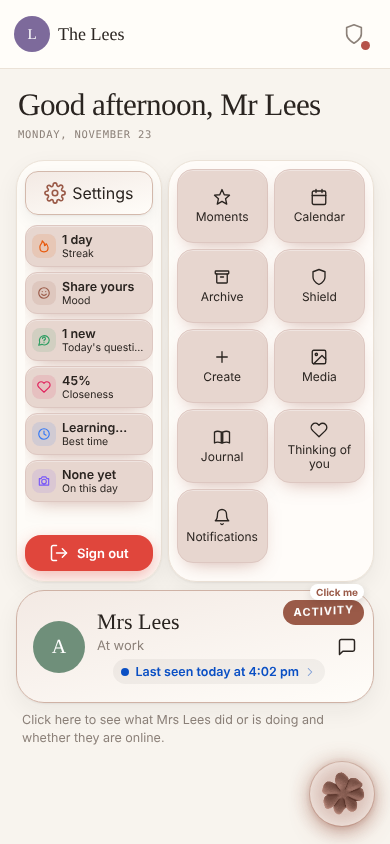 L
The Lees
Good afternoon, Mr Lees
MONDAY, NOVEMBER 23
Settings
1 day
Streak
Share yours
Mood
1 new
Today's questi...
45%
Closeness
Learning...
Best time
None yet
On this day
Sign out
Moments
Calendar
Archive
Shield
Create
Media
Journal
Thinking of
you
Notifications
Click me
ACTIVITY
A
Mrs Lees
At work
Last seen today at 4:02 pm
Click here to see what Mrs Lees did or is doing and
whether they are online.